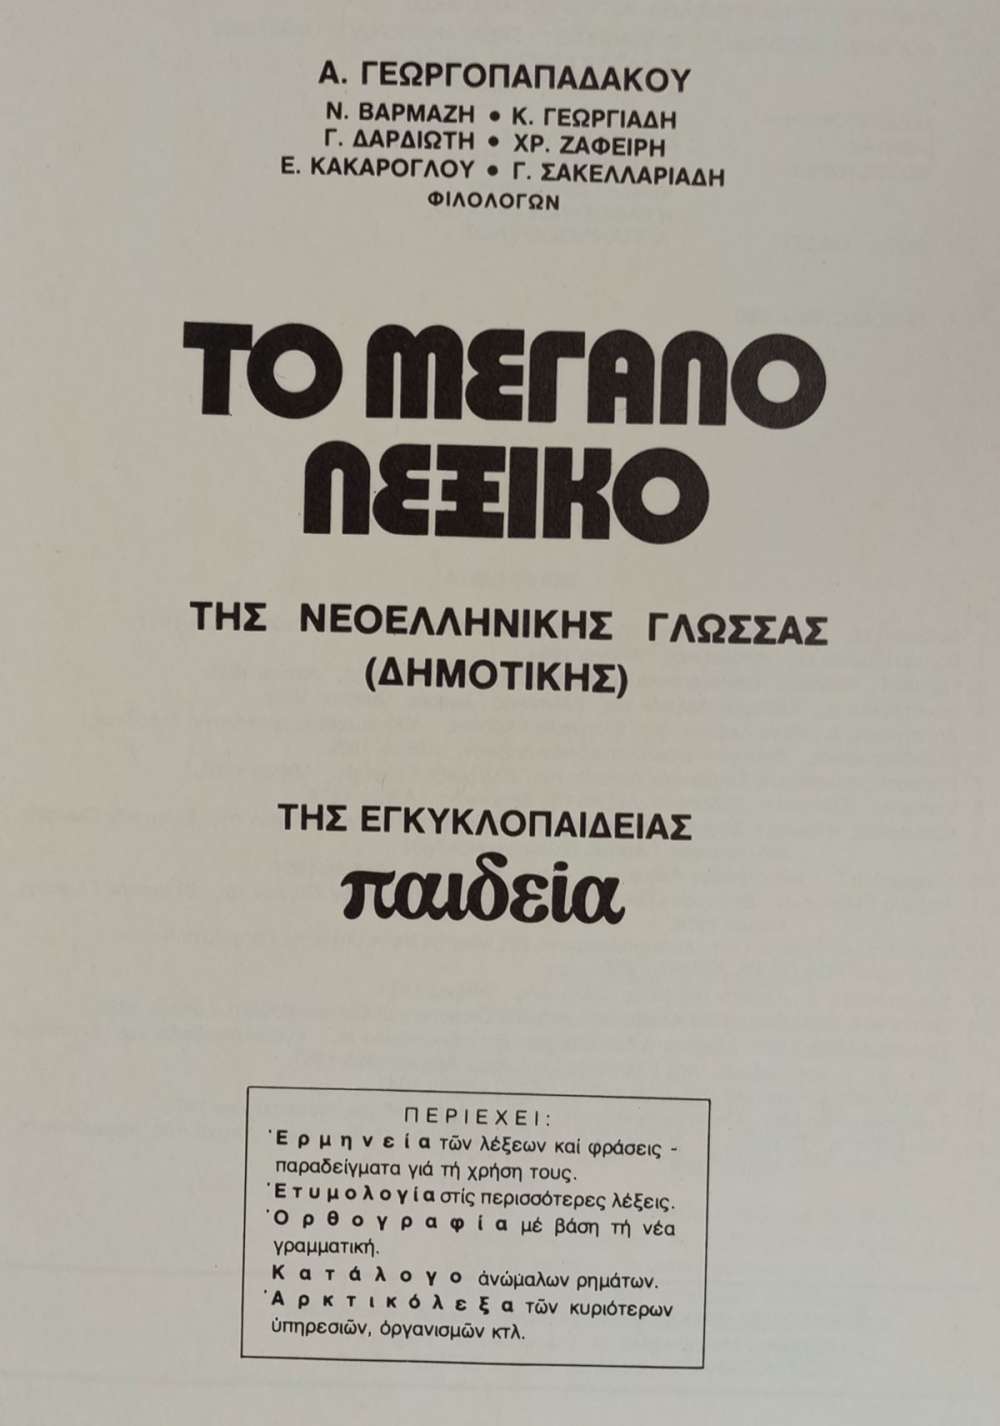 Α. ΓΕΩΡΓΟΠΑΠΑΔΑΚΟΥ
Ν. ΒΑΡΜΑΖΗ • Κ. ΓΕΩΡΓΙΑΔΗ
Γ. ΔΑΡΔΙΩΤΗ • ΧΡ. ΖΑΦΕΙΡΗ
Ε. ΚΑΚΑΡΟΓΛΟΥ • Γ. ΣΑΚΕΛΛΑΡΙΑΔΗ
ΦΙΛΟΛΟΓΩΝ
ΤΟ ΜΕΓΑΛΟ
ΛΕΞΙΚΟ
ΤΗΣ ΝΕΟΕΛΛΗΝΙΚΗΣ ΓΛΩΣΣΑΣ
(ΔΗΜΟΤΙΚΗΣ)
ΤΗΣ ΕΓΚΥΚΛΟΠΑΙΔΕΙΑΣ
παιδεία
ΠΕΡΙΕΧΕΙ:
Ἑρμηνεία τῶν λέξεων καί φράσεις -
παραδείγματα γιά τή χρήση τους.
Ἐτυμολογία στίς περισσότερες λέξεις.
Ὀρθογραφία μέ βάση τή νέα
γραμματική.
Κατάλογο ἀνώμαλων ρημάτων.
Ἀρκτικόλεξα τῶν κυριότερων
ὑπηρεσιῶν, ὀργανισμῶν κτλ.